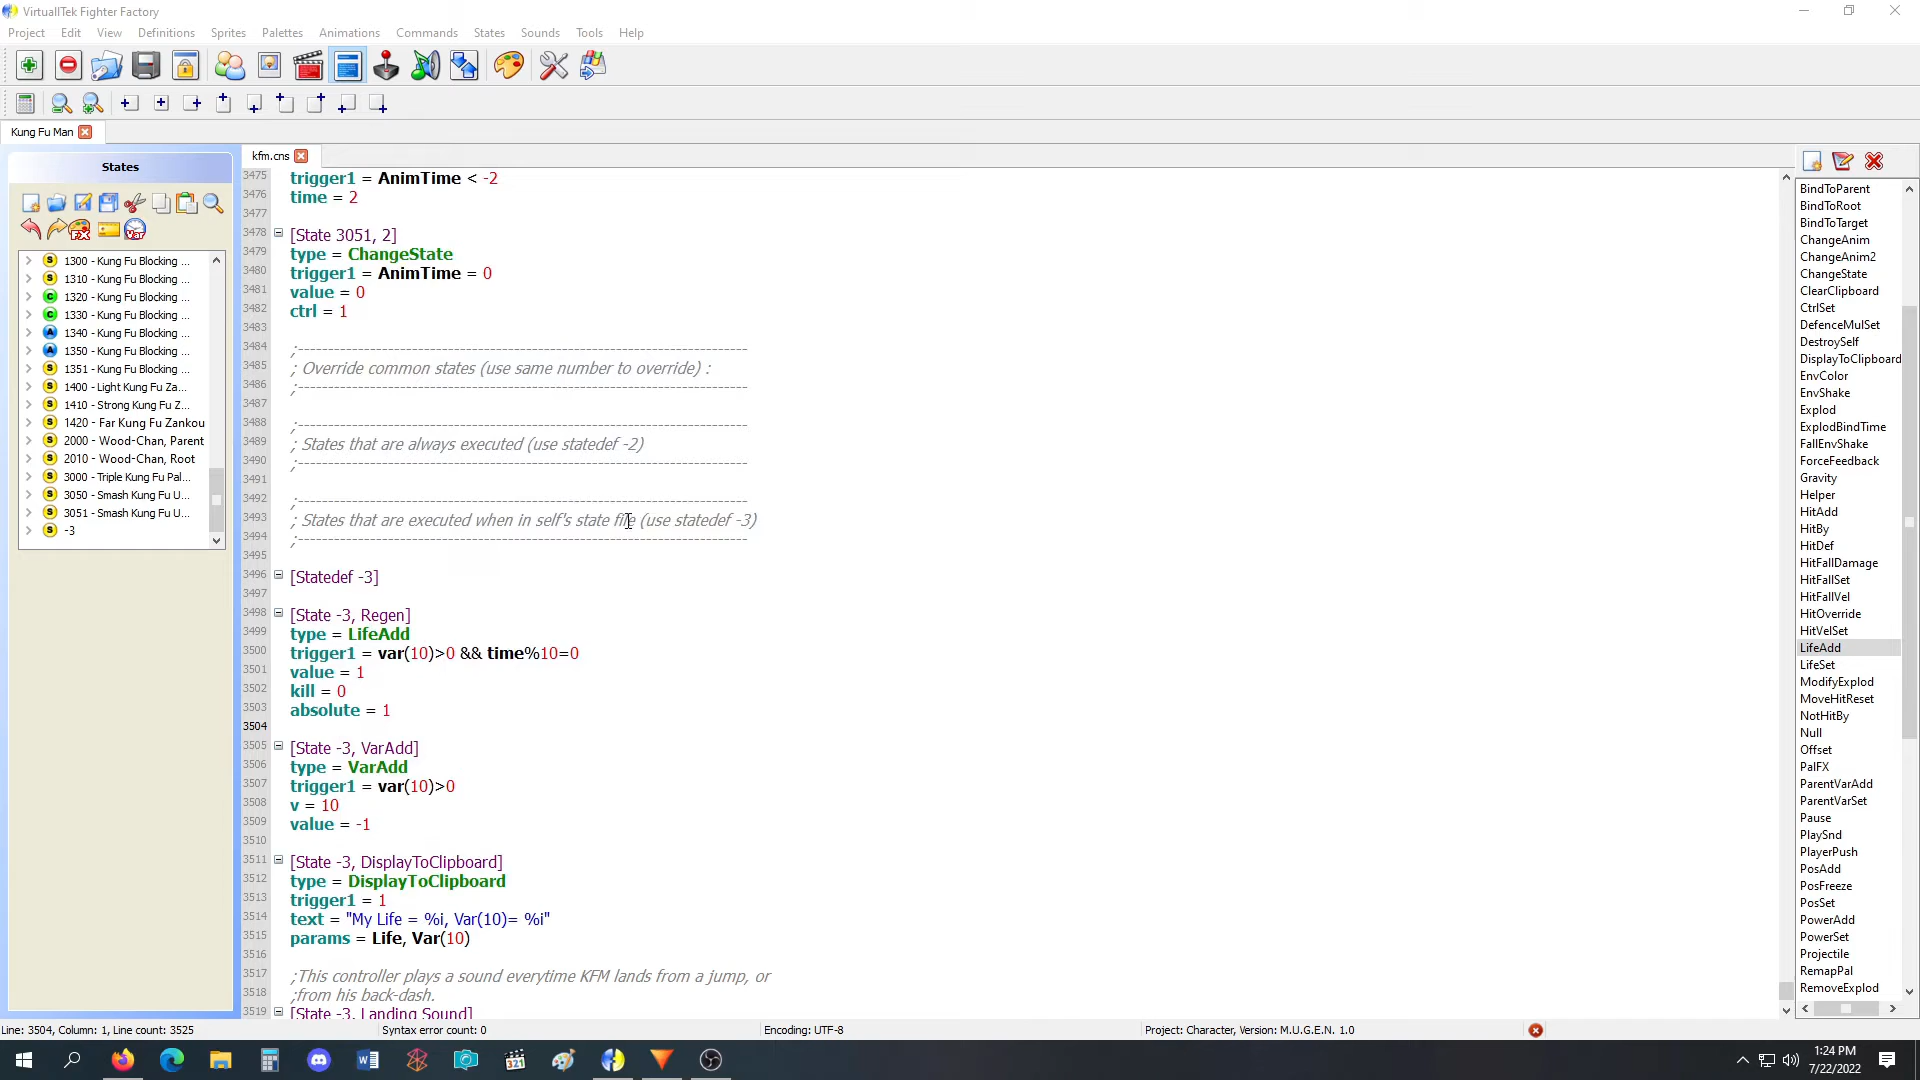 VirtuallTek Fighter Factory
Project Edit View Definitions Sprites Palettes Animations Commands States Sounds Tools Help
Kung Fu Man
States
kfm.cns
1300 - Kung Fu Blocking ...
1310 - Kung Fu Blocking ...
1320 - Kung Fu Blocking ...
1330 - Kung Fu Blocking ...
1340 - Kung Fu Blocking ...
1350 - Kung Fu Blocking ...
1351 - Kung Fu Blocking ...
1400 - Light Kung Fu Za...
1410 - Strong Kung Fu Z...
1420 - Far Kung Fu Zankou
2000 - Wood-Chan, Parent
2010 - Wood-Chan, Root
3000 - Triple Kung Fu Pal...
3050 - Smash Kung Fu U...
3051 - Smash Kung Fu U...
-3
3475 trigger1 = AnimTime < -2
3476 time = 2
3477
3478 [State 3051, 2]
3479 type = ChangeState
3480 trigger1 = AnimTime = 0
3481 value = 0
3482 ctrl = 1
3483
3484 ;---------------------------------------------------------------------------
3485 ; Override common states (use same number to override) :
3486 ;---------------------------------------------------------------------------
3487
3488 ;---------------------------------------------------------------------------
3489 ; States that are always executed (use statedef -2)
3490 ;---------------------------------------------------------------------------
3491
3492 ;---------------------------------------------------------------------------
3493 ; States that are executed when in self's state file (use statedef -3)
3494 ;---------------------------------------------------------------------------
3495
3496 [Statedef -3]
3497
3498 [State -3, Regen]
3499 type = LifeAdd
3500 trigger1 = var(10)>0 && time%10=0
3501 value = 1
3502 kill = 0
3503 absolute = 1
3504
3505 [State -3, VarAdd]
3506 type = VarAdd
3507 trigger1 = var(10)>0
3508 v = 10
3509 value = -1
3510
3511 [State -3, DisplayToClipboard]
3512 type = DisplayToClipboard
3513 trigger1 = 1
3514 text = "My Life = %i, Var(10)= %i"
3515 params = Life, Var(10)
3516
3517 ;This controller plays a sound everytime KFM lands from a jump, or
3518 ;from his back-dash.
3519 [State -3, Landing Sound]
BindToParent
BindToRoot
BindToTarget
ChangeAnim
ChangeAnim2
ChangeState
ClearClipboard
CtrlSet
DefenceMulSet
DestroySelf
DisplayToClipboard
EnvColor
EnvShake
Explod
ExplodBindTime
FallEnvShake
ForceFeedback
Gravity
Helper
HitAdd
HitBy
HitDef
HitFallDamage
HitFallSet
HitFallVel
HitOverride
HitVelSet
LifeAdd
LifeSet
ModifyExplod
MoveHitReset
NotHitBy
Null
Offset
PalFX
ParentVarAdd
ParentVarSet
Pause
PlaySnd
PlayerPush
PosAdd
PosFreeze
PosSet
PowerAdd
PowerSet
Projectile
RemapPal
RemoveExplod
Line: 3504, Column: 1, Line count: 3525 Syntax error count: 0 Encoding: UTF-8 Project: Character, Version: M.U.G.E.N. 1.0
1:24 PM
7/22/2022